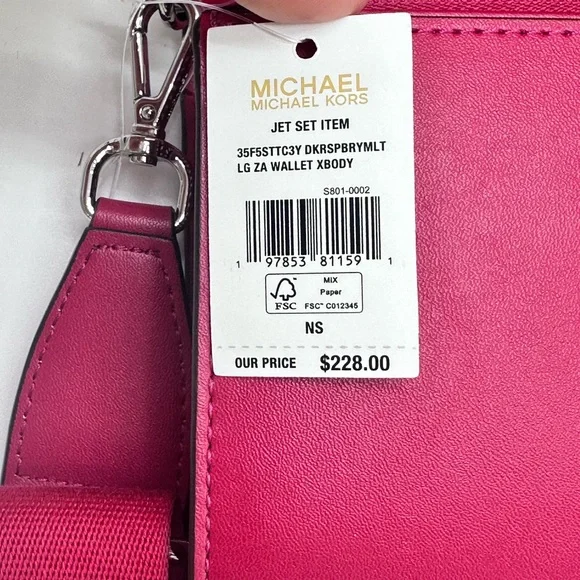 MICHAEL
MICHAEL KORS
JET SET ITEM
35F5STTC3Y DKRSPBRYMLT
LG ZA WALLET XBODY
S801-0002
1 97853 81159 1
FSC
MIX
Paper
FSC™ C012345
NS
OUR PRICE $228.00